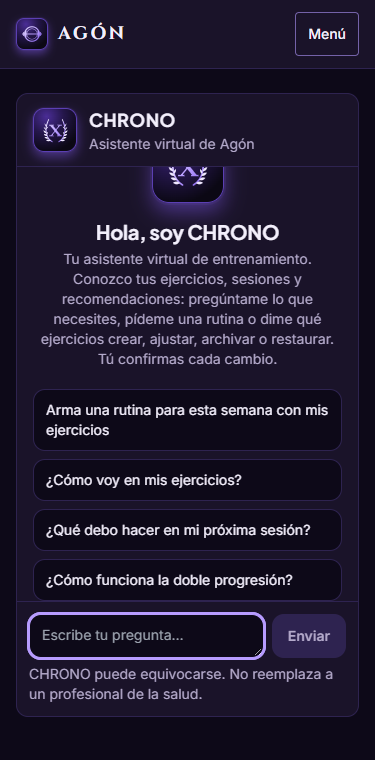 AGÓN
Menú
X
CHRONO
Asistente virtual de Agón
X
Hola, soy CHRONO
Tu asistente virtual de entrenamiento.
Conozco tus ejercicios, sesiones y
recomendaciones: pregúntame lo que
necesites, pídeme una rutina o dime qué
ejercicios crear, ajustar, archivar o restaurar.
Tú confirmas cada cambio.
Arma una rutina para esta semana con mis
ejercicios
¿Cómo voy en mis ejercicios?
¿Qué debo hacer en mi próxima sesión?
¿Cómo funciona la doble progresión?
Escribe tu pregunta...
Enviar
CHRONO puede equivocarse. No reemplaza a
un profesional de la salud.